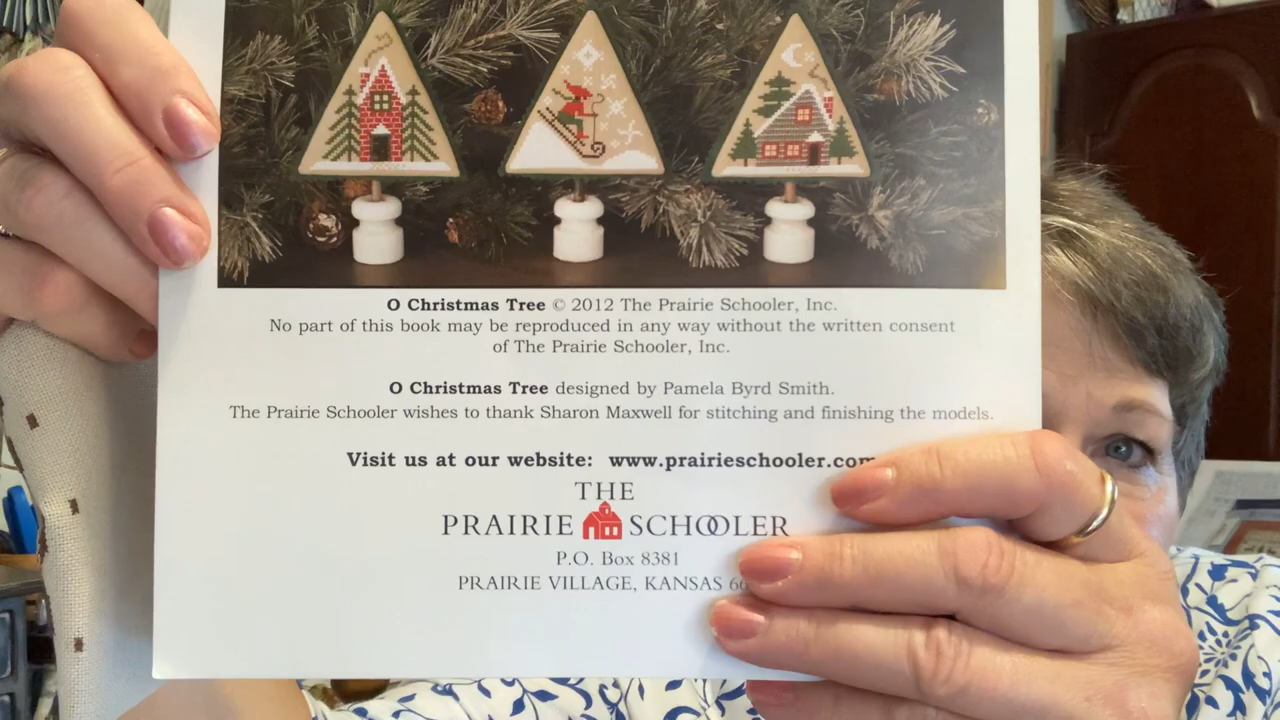 O Christmas Tree © 2012 The Prairie Schooler, Inc.
No part of this book may be reproduced in any way without the written consent
of The Prairie Schooler, Inc.
O Christmas Tree designed by Pamela Byrd Smith.
The Prairie Schooler wishes to thank Sharon Maxwell for stitching and finishing the models.
Visit us at our website: www.prairieschooler.com
THE
PRAIRIE SCHOOLER
P.O. Box 8381
PRAIRIE VILLAGE, KANSAS